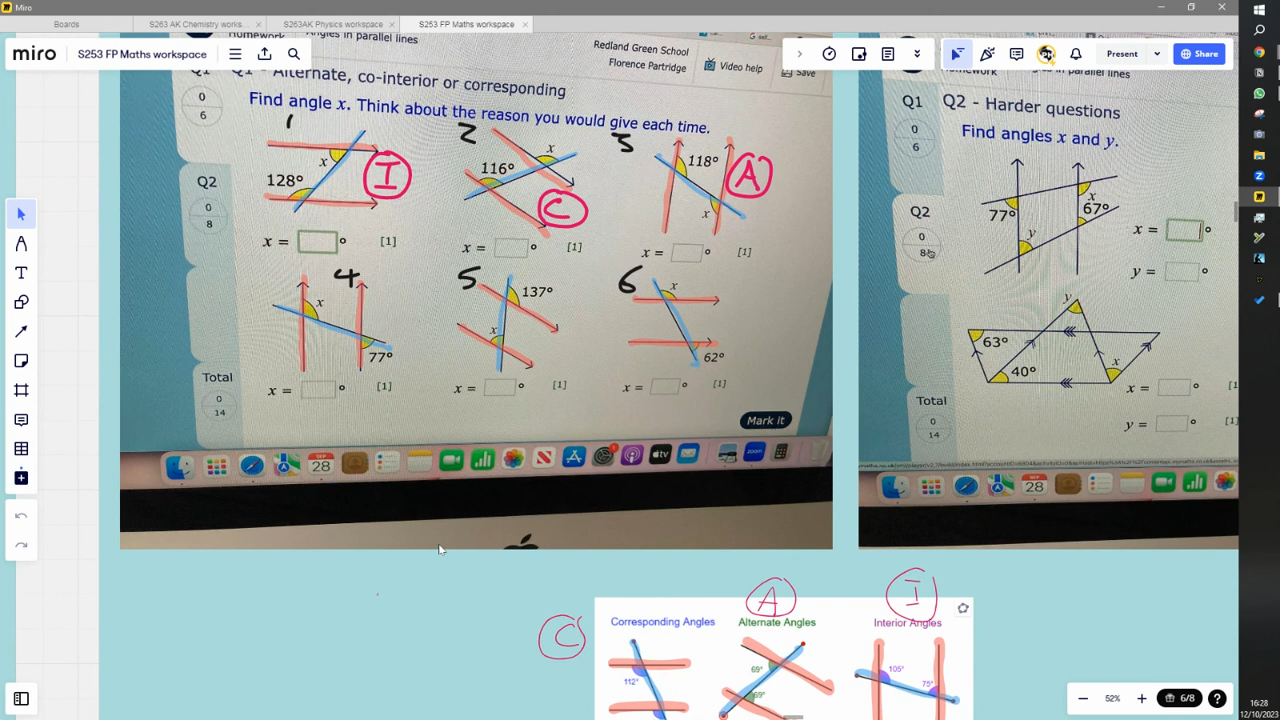 Miro
Boards
S263 AK Chemistry works...
S263AK Physics workspace
S253 FP Maths workspace
miro
S253 FP Maths workspace
Present
Share
Homework
Angles in parallel lines
Redland Green School
Florence Partridge
Video help
Save
Q1
0
6
Q1 - Alternate, co-interior or corresponding
Find angle x. Think about the reason you would give each time.
Q2
0
8
1
x
128°
I
x = ° [1]
2
x
116°
C
x = ° [1]
3
118°
x
A
x = ° [1]
4
x
77°
x = ° [1]
5
137°
x
x = ° [1]
6
x
62°
x = ° [1]
Total
0
14
Mark it
SEP
28
tv
zoom
Q1
0
6
Q2 - Harder questions
Find angles x and y.
Q2
0
8
77°
x
67°
y
x = °
y = °
y
63°
40°
x
x = °
y = °
Total
0
14
SEP
28
C
A
I
Corresponding Angles
Alternate Angles
Interior Angles
112°
69°
69°
105°
75°
52%
6/8
?
16:28
12/10/2023